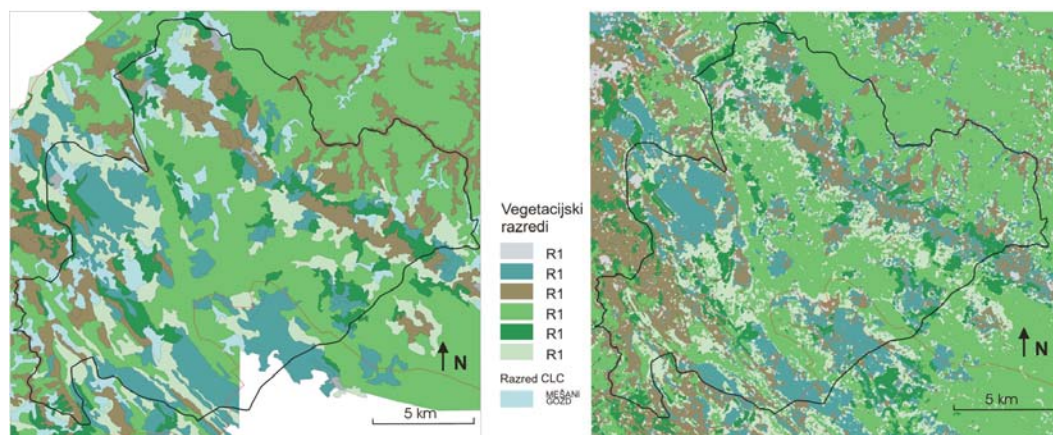 Vegetacijski
razredi
R1
R1
R1
R1
R1
R1
Razred CLC
MEŠANI
GOZD
N
5 km
N
5 km